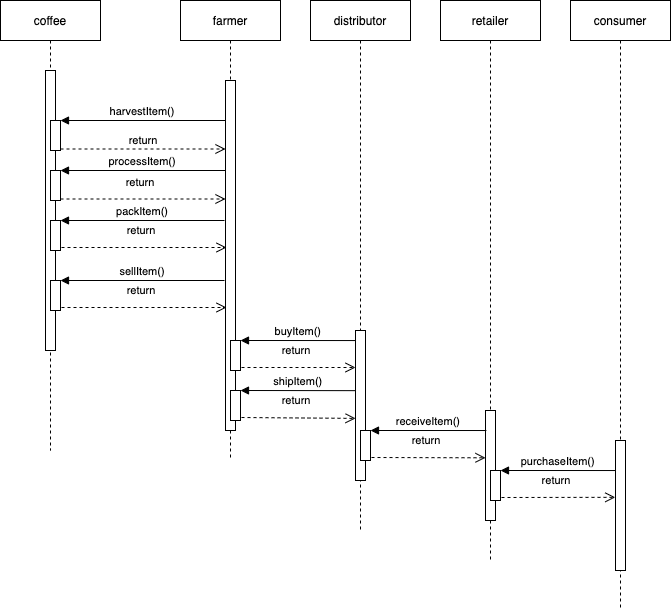 coffee
farmer
distributor
retailer
consumer
harvestItem()
return
processItem()
return
packItem()
return
sellItem()
return
buyItem()
return
shipItem()
return
receiveItem()
return
purchaseItem()
return